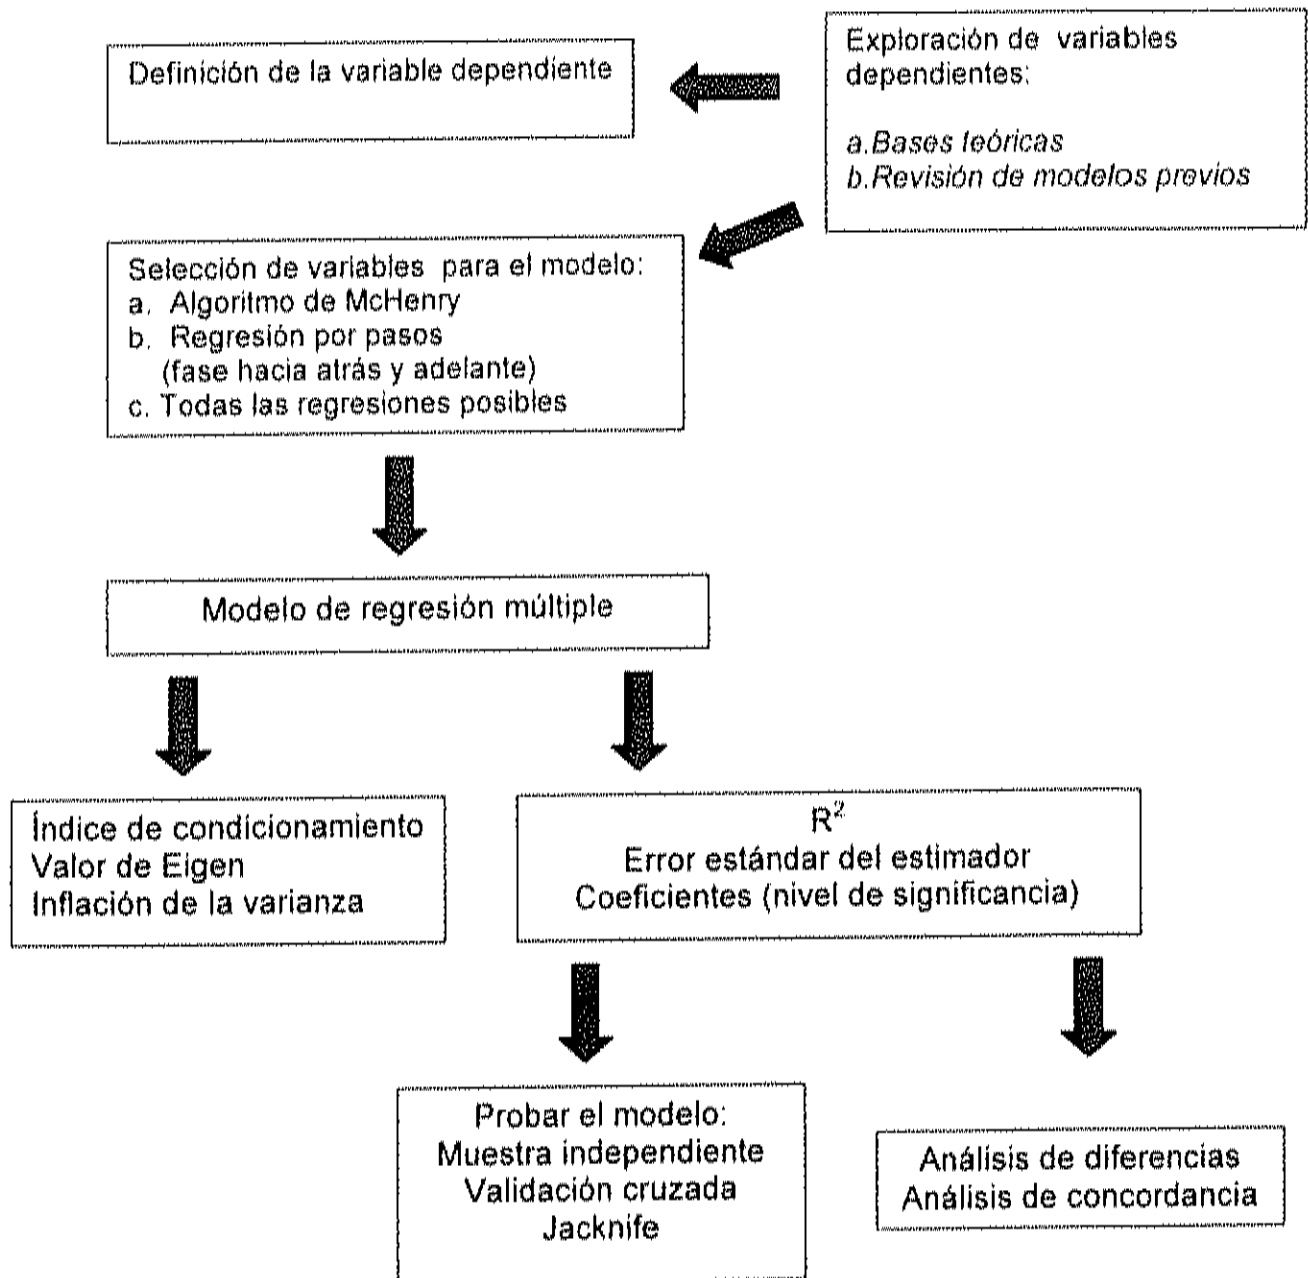 Definición de la variable dependiente
Exploración de variables
dependientes:
a.Bases teóricas
b.Revisión de modelos previos
Selección de variables para el modelo:
a. Algoritmo de McHenry
b. Regresión por pasos
(fase hacia atrás y adelante)
c. Todas las regresiones posibles
Modelo de regresión múltiple
Índice de condicionamiento
Valor de Eigen
Inflación de la varianza
R²
Error estándar del estimador
Coeficientes (nivel de significancia)
Probar el modelo:
Muestra independiente
Validación cruzada
Jacknife
Análisis de diferencias
Análisis de concordancia